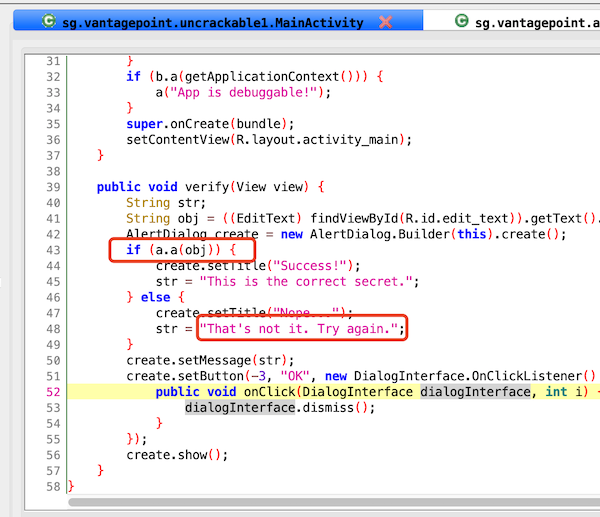 sg.vantagepoint.uncrackable1.MainActivity sg.vantagepoint.a
31 }
32 if (b.a(getApplicationContext())) {
33 a("App is debuggable!");
34 }
35 super.onCreate(bundle);
36 setContentView(R.layout.activity_main);
37 }
38
39 public void verify(View view) {
40 String str;
41 String obj = ((EditText) findViewById(R.id.edit_text)).getText().
42 AlertDialog create = new AlertDialog.Builder(this).create();
43 if (a.a(obj)) {
44 create.setTitle("Success!");
45 str = "This is the correct secret.";
46 } else {
47 create.setTitle("Nope...");
48 str = "That's not it. Try again.";
49 }
50 create.setMessage(str);
51 create.setButton(-3, "OK", new DialogInterface.OnClickListener()
52 public void onClick(DialogInterface dialogInterface, int i) {
53 dialogInterface.dismiss();
54 }
55 });
56 create.show();
57 }
58 }